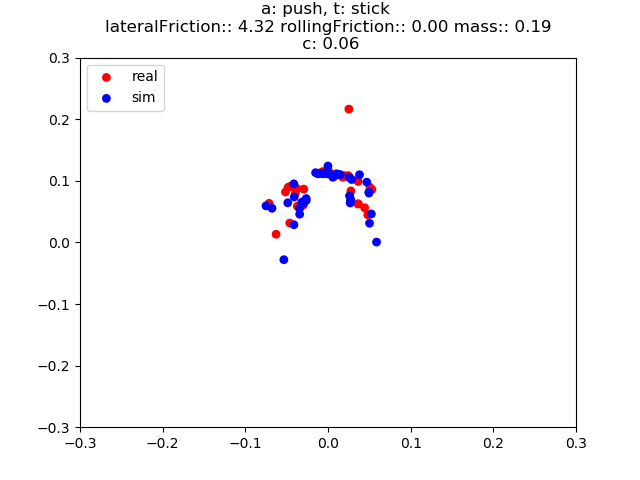 a: push, t: stick
lateralFriction:: 4.32 rollingFriction:: 0.00 mass:: 0.19
c: 0.06
real
sim
0.3
0.2
0.1
0.0
−0.1
−0.2
−0.3
−0.3 −0.2 −0.1 0.0 0.1 0.2 0.3